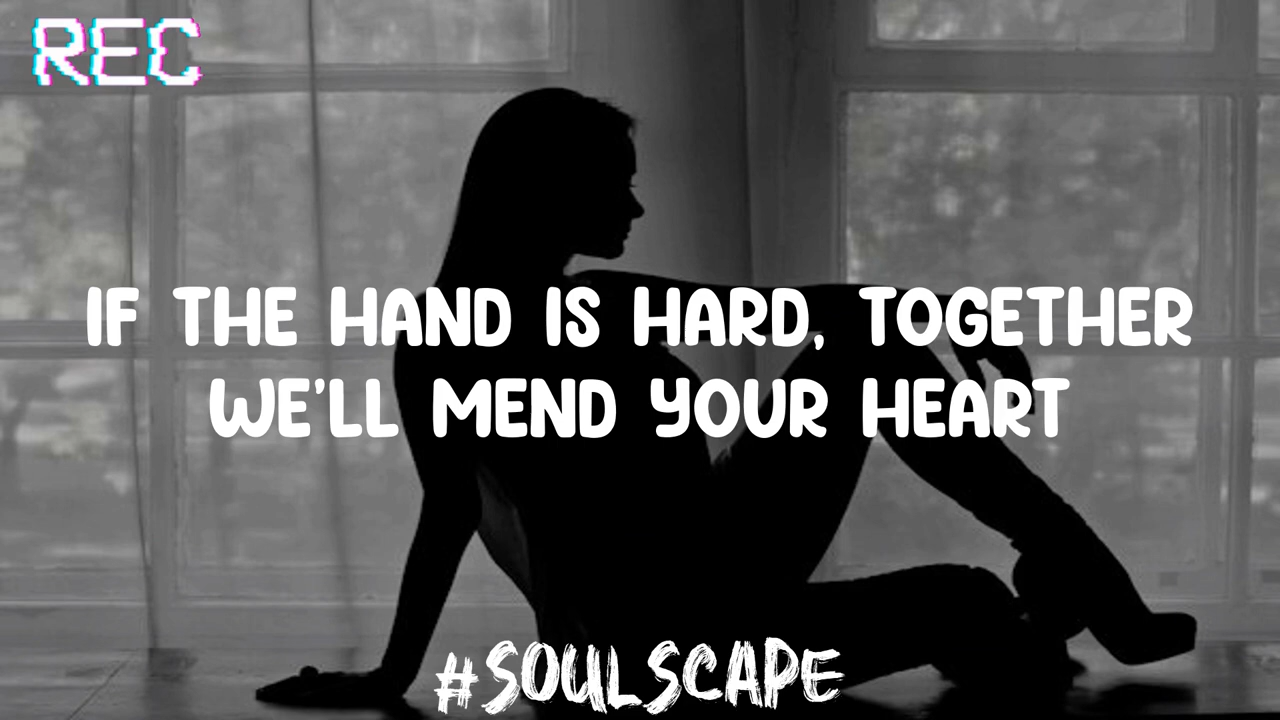 REC
IF THE HAND IS HARD, TOGETHER
WE'LL MEND YOUR HEART
#SOULSCAPE